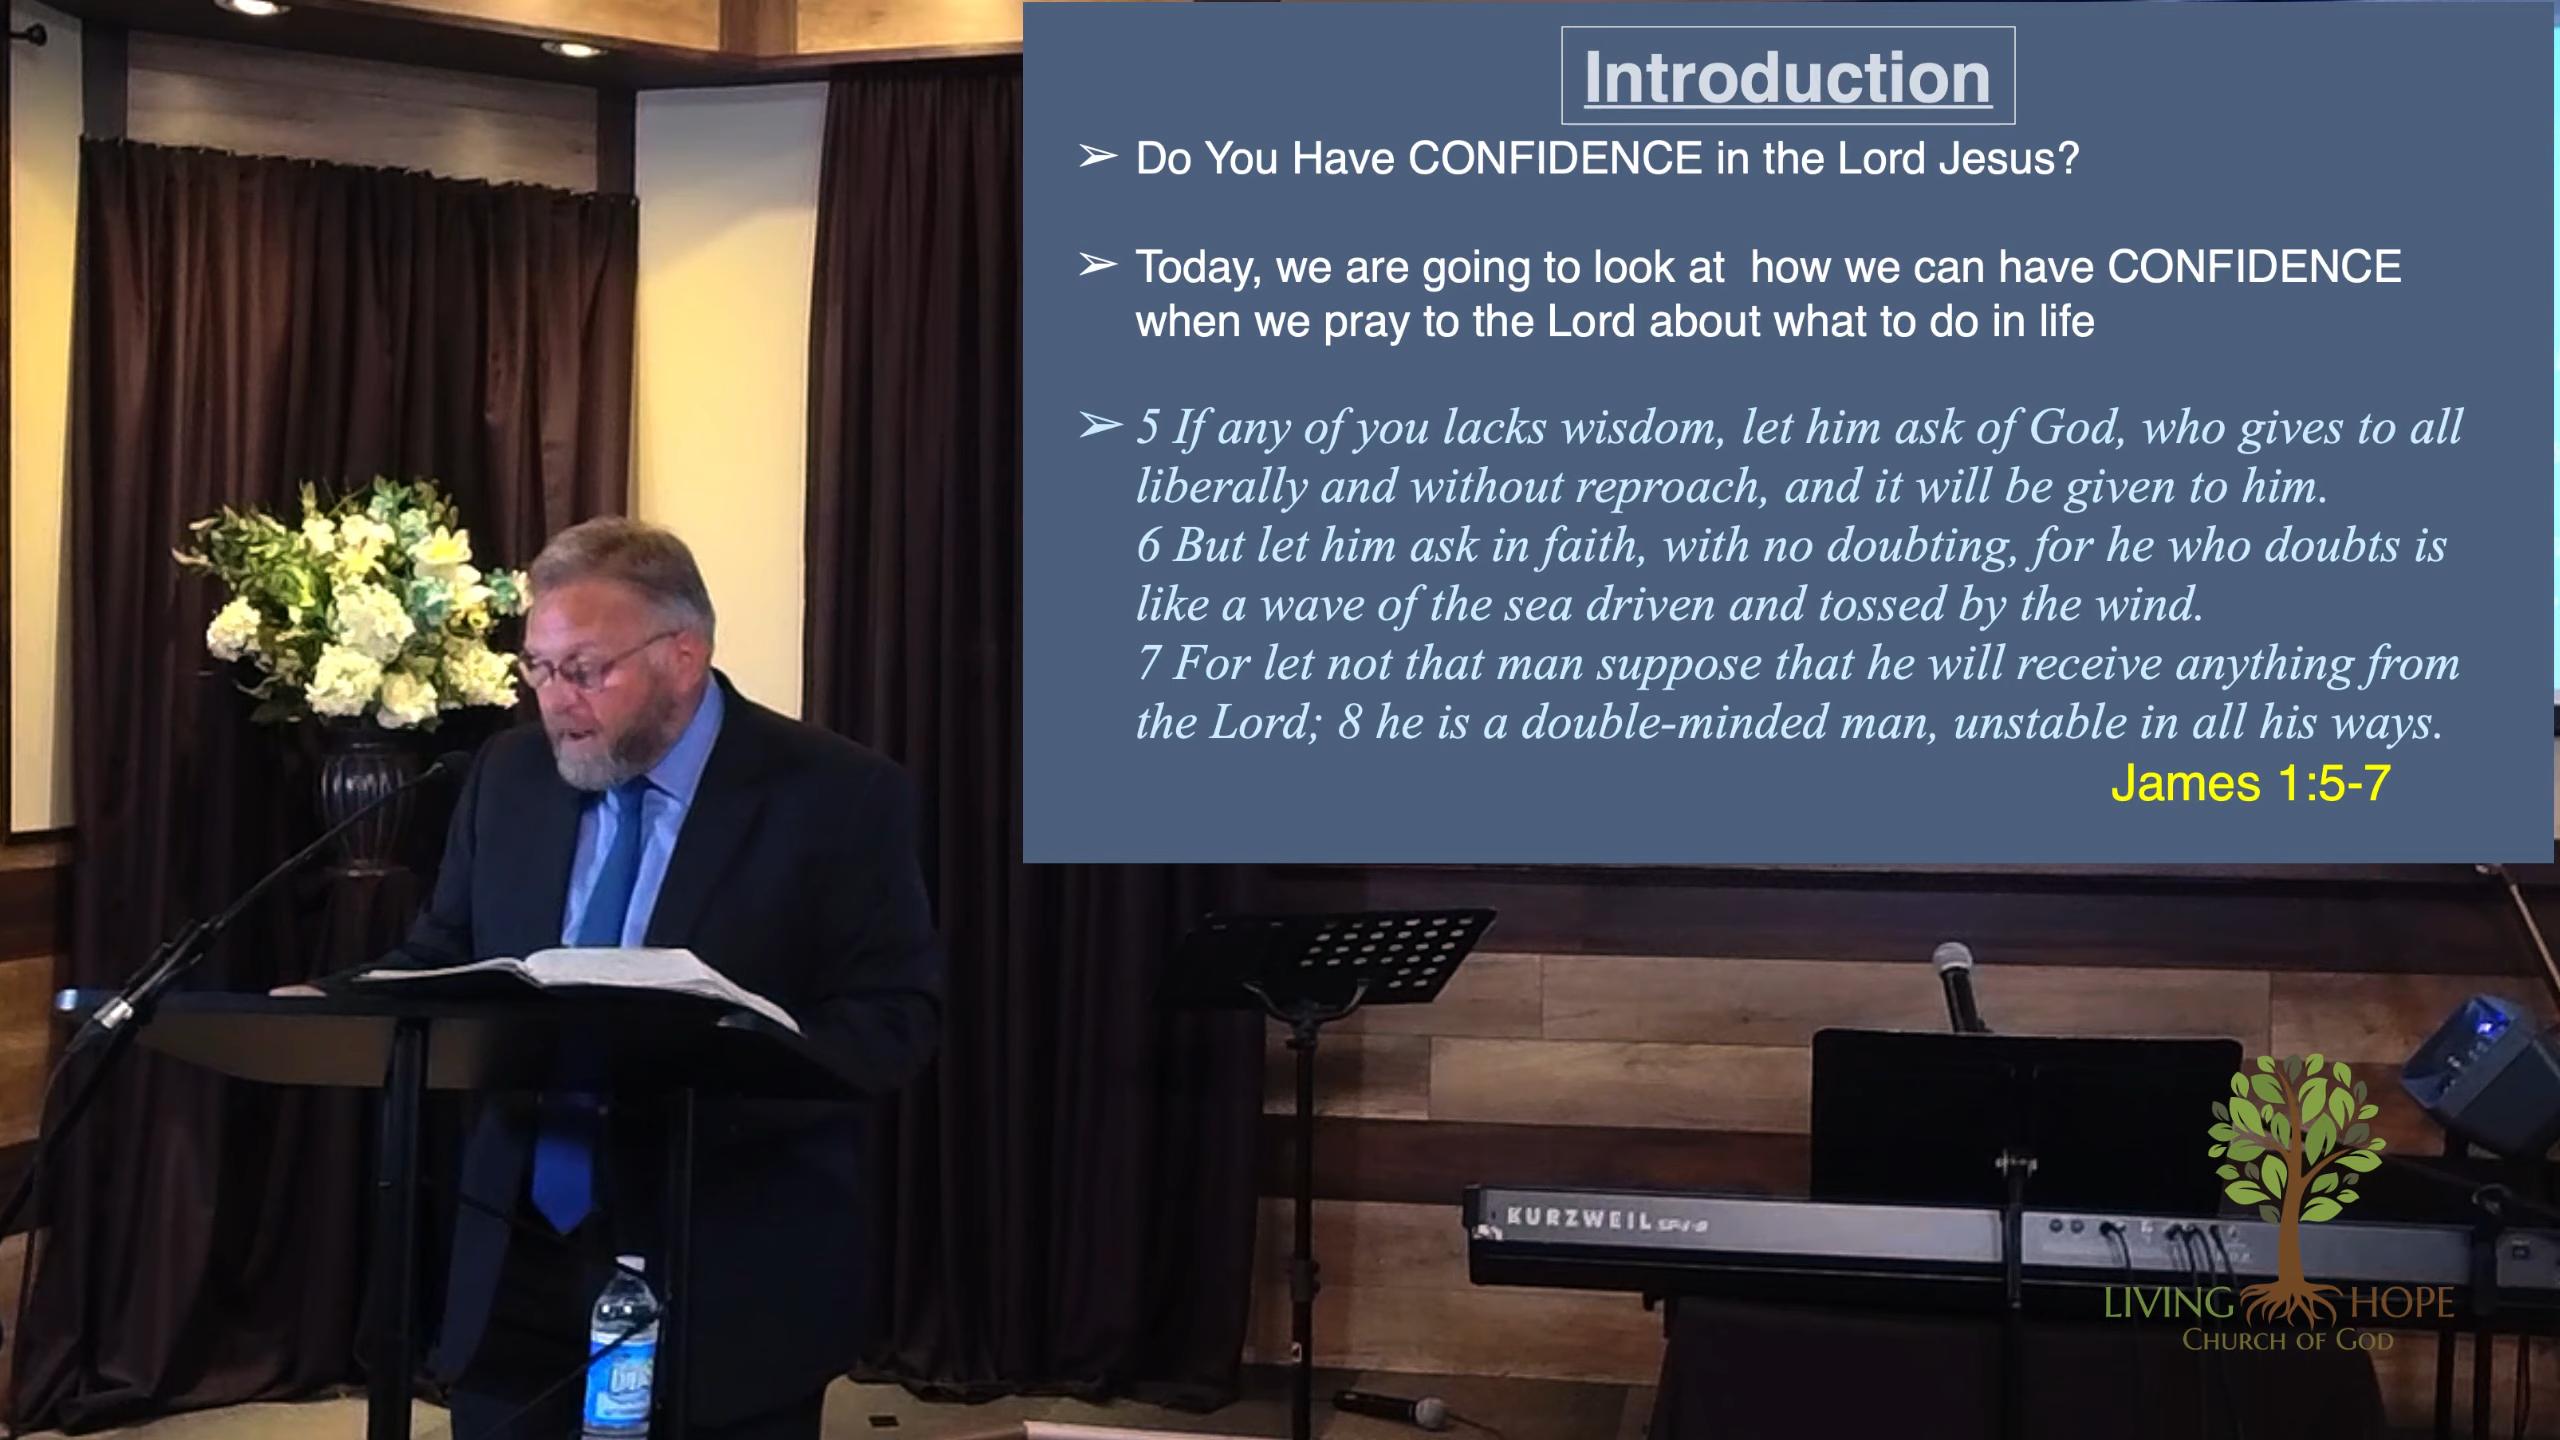 Introduction
➢ Do You Have CONFIDENCE in the Lord Jesus?
➢ Today, we are going to look at  how we can have CONFIDENCE
when we pray to the Lord about what to do in life
➢ 5 If any of you lacks wisdom, let him ask of God, who gives to all
liberally and without reproach, and it will be given to him.
6 But let him ask in faith, with no doubting, for he who doubts is
like a wave of the sea driven and tossed by the wind.
7 For let not that man suppose that he will receive anything from
the Lord; 8 he is a double-minded man, unstable in all his ways.
James 1:5-7
KURZWEIL
LIVING HOPE
CHURCH OF GOD